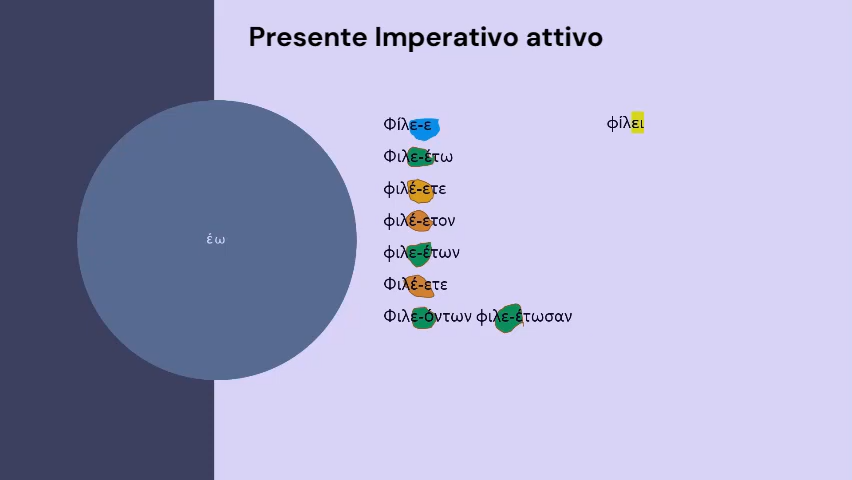 Presente Imperativo attivo
έω
Φίλε-ε
φίλει
Φιλε-έτω
φιλέ-ετε
φιλέ-ετον
φιλε-έτων
Φιλέ-ετε
Φιλε-όντων φιλε-έτωσαν